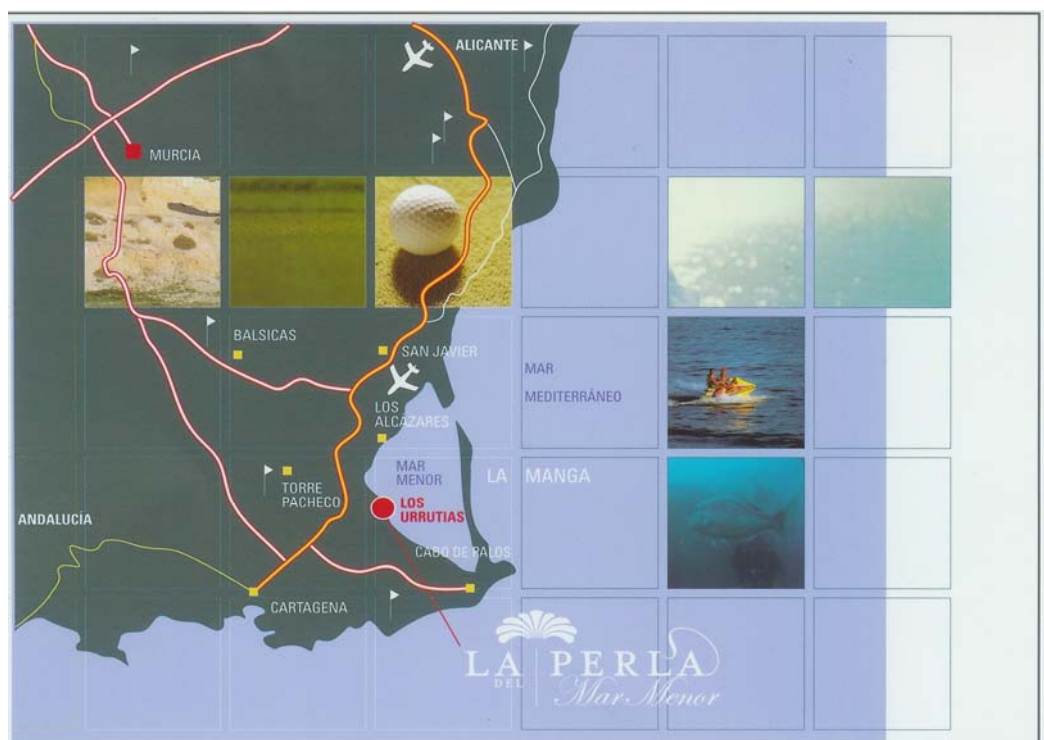 ALICANTE
MURCIA
BALSICAS
SAN JAVIER
MAR
MEDITERRÁNEO
LOS
ALCÁZARES
MAR
MENOR
LA MANGA
TORRE
PACHECO
LOS
URRUTIAS
ANDALUCÍA
CABO DE PALOS
CARTAGENA
LA PERLA
DEL
Mar Menor